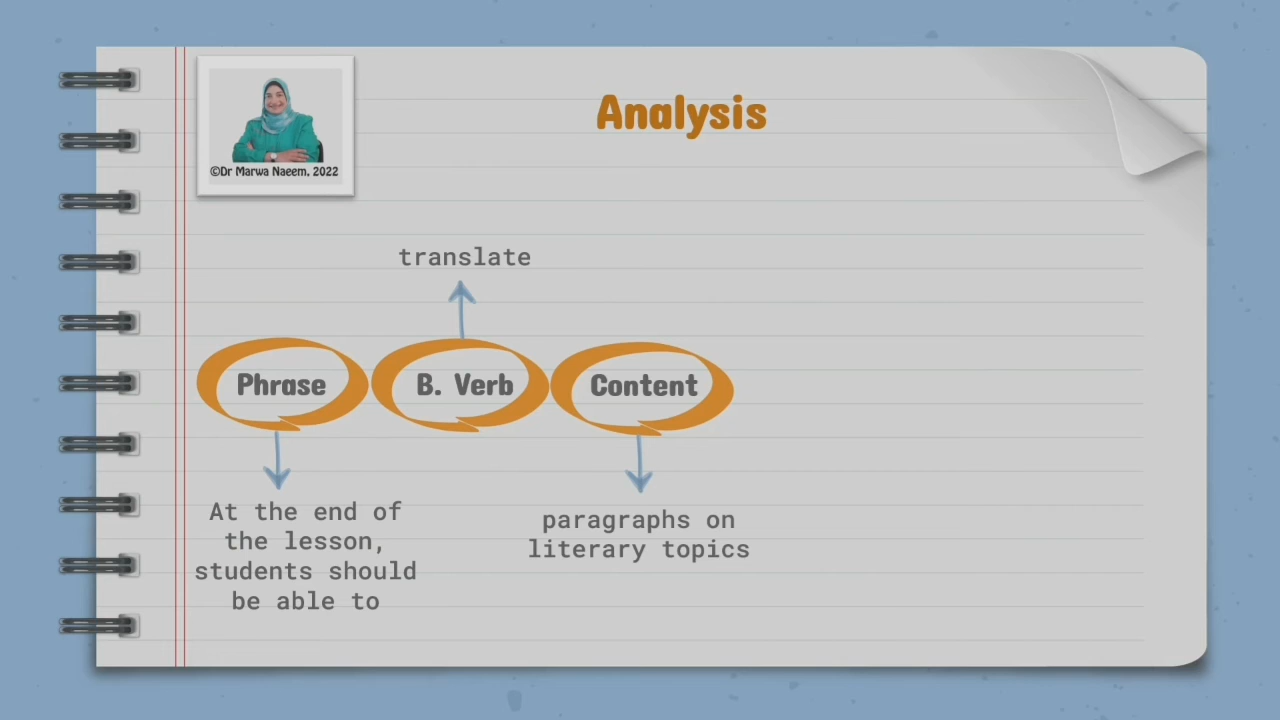 ©Dr Marwa Naeem, 2022
Analysis
translate
Phrase
B. Verb
Content
At the end of
the lesson,
students should
be able to
paragraphs on
literary topics